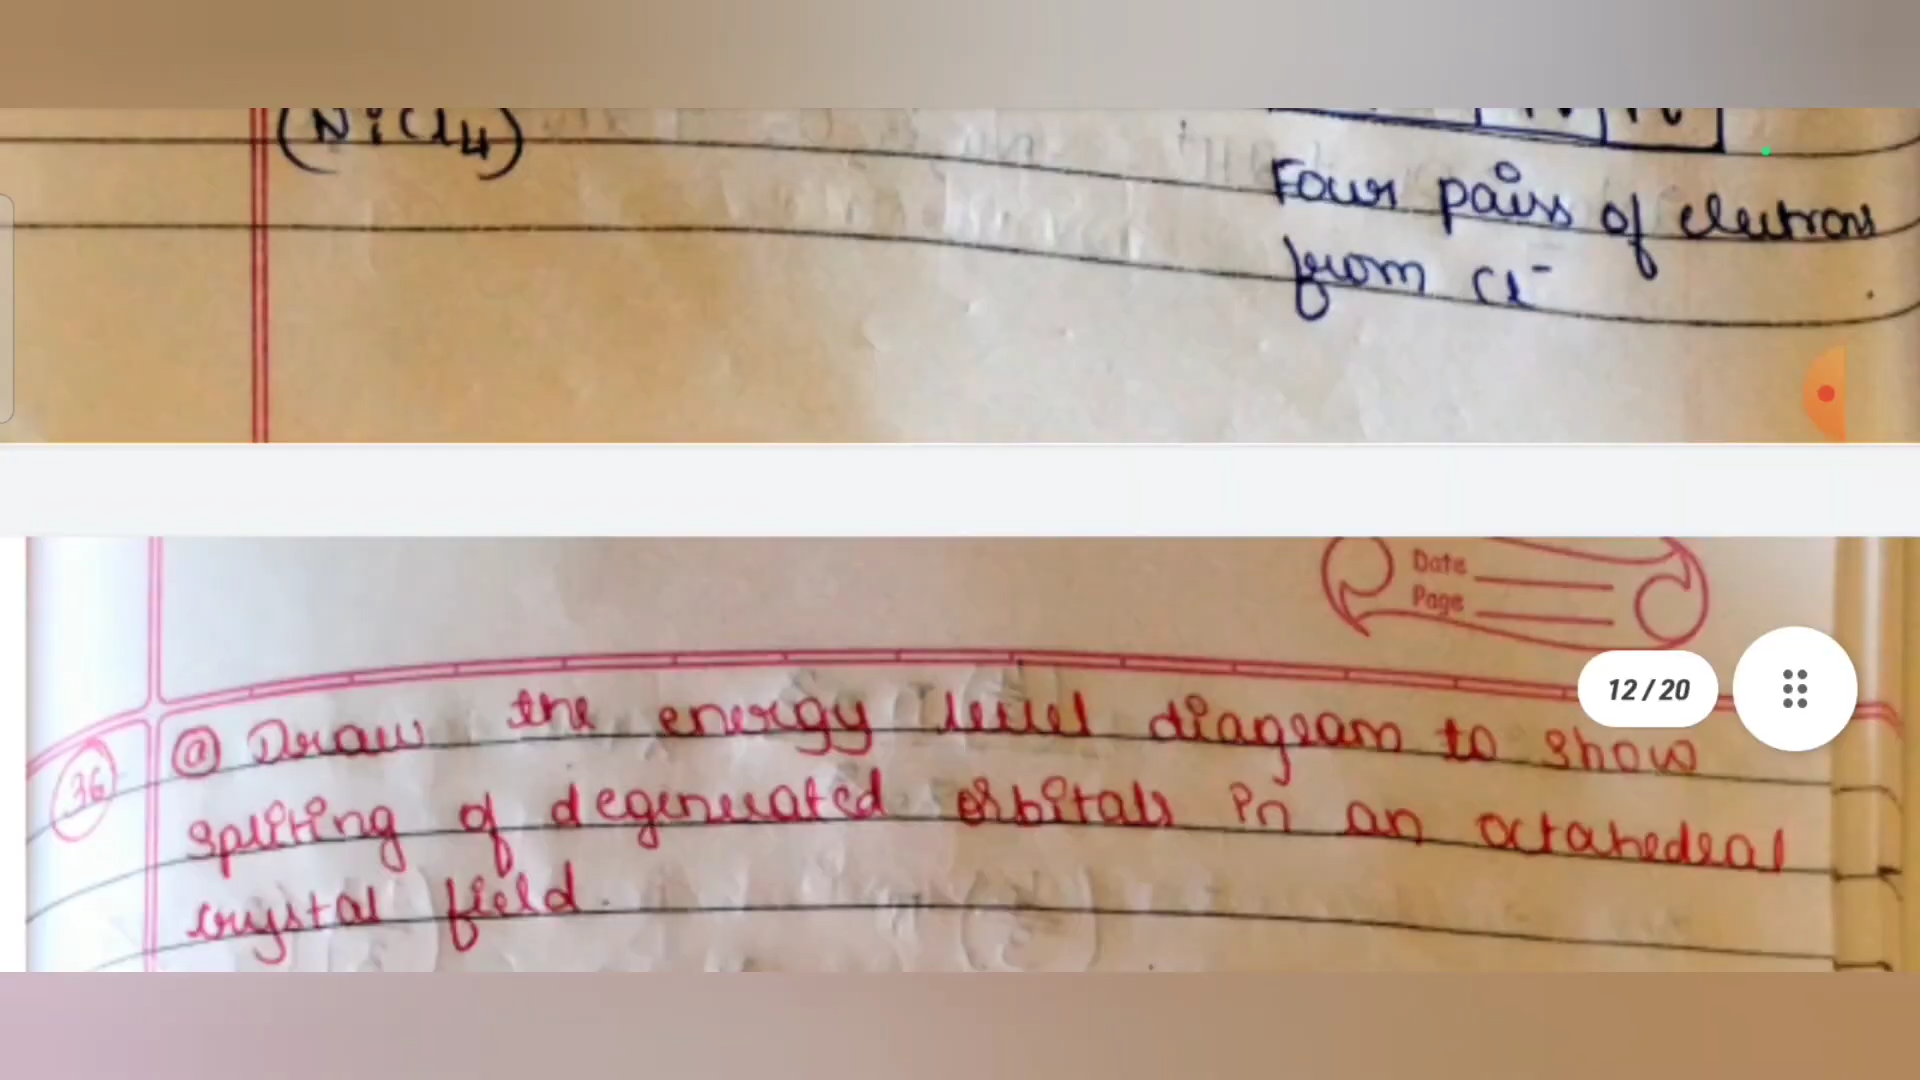 (NiCl4)
Four pairs of electrons
from Cl-
Date
Page
12/20
36
ⓐ Draw the energy level diagram to show
spliting of degenerated orbitals in an octahedral
crystal field.